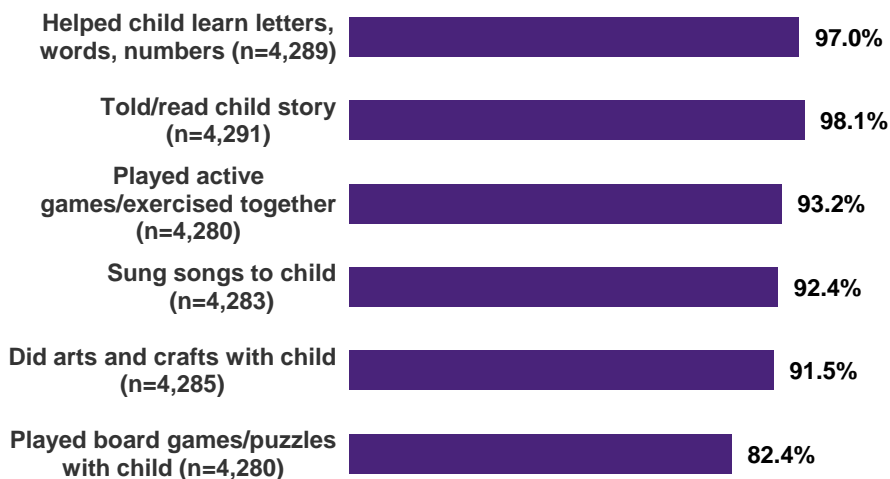 Helped child learn letters,
words, numbers (n=4,289)
97.0%
Told/read child story
(n=4,291)
98.1%
Played active
games/exercised together
(n=4,280)
93.2%
Sung songs to child
(n=4,283)
92.4%
Did arts and crafts with child
(n=4,285)
91.5%
Played board games/puzzles
with child (n=4,280)
82.4%